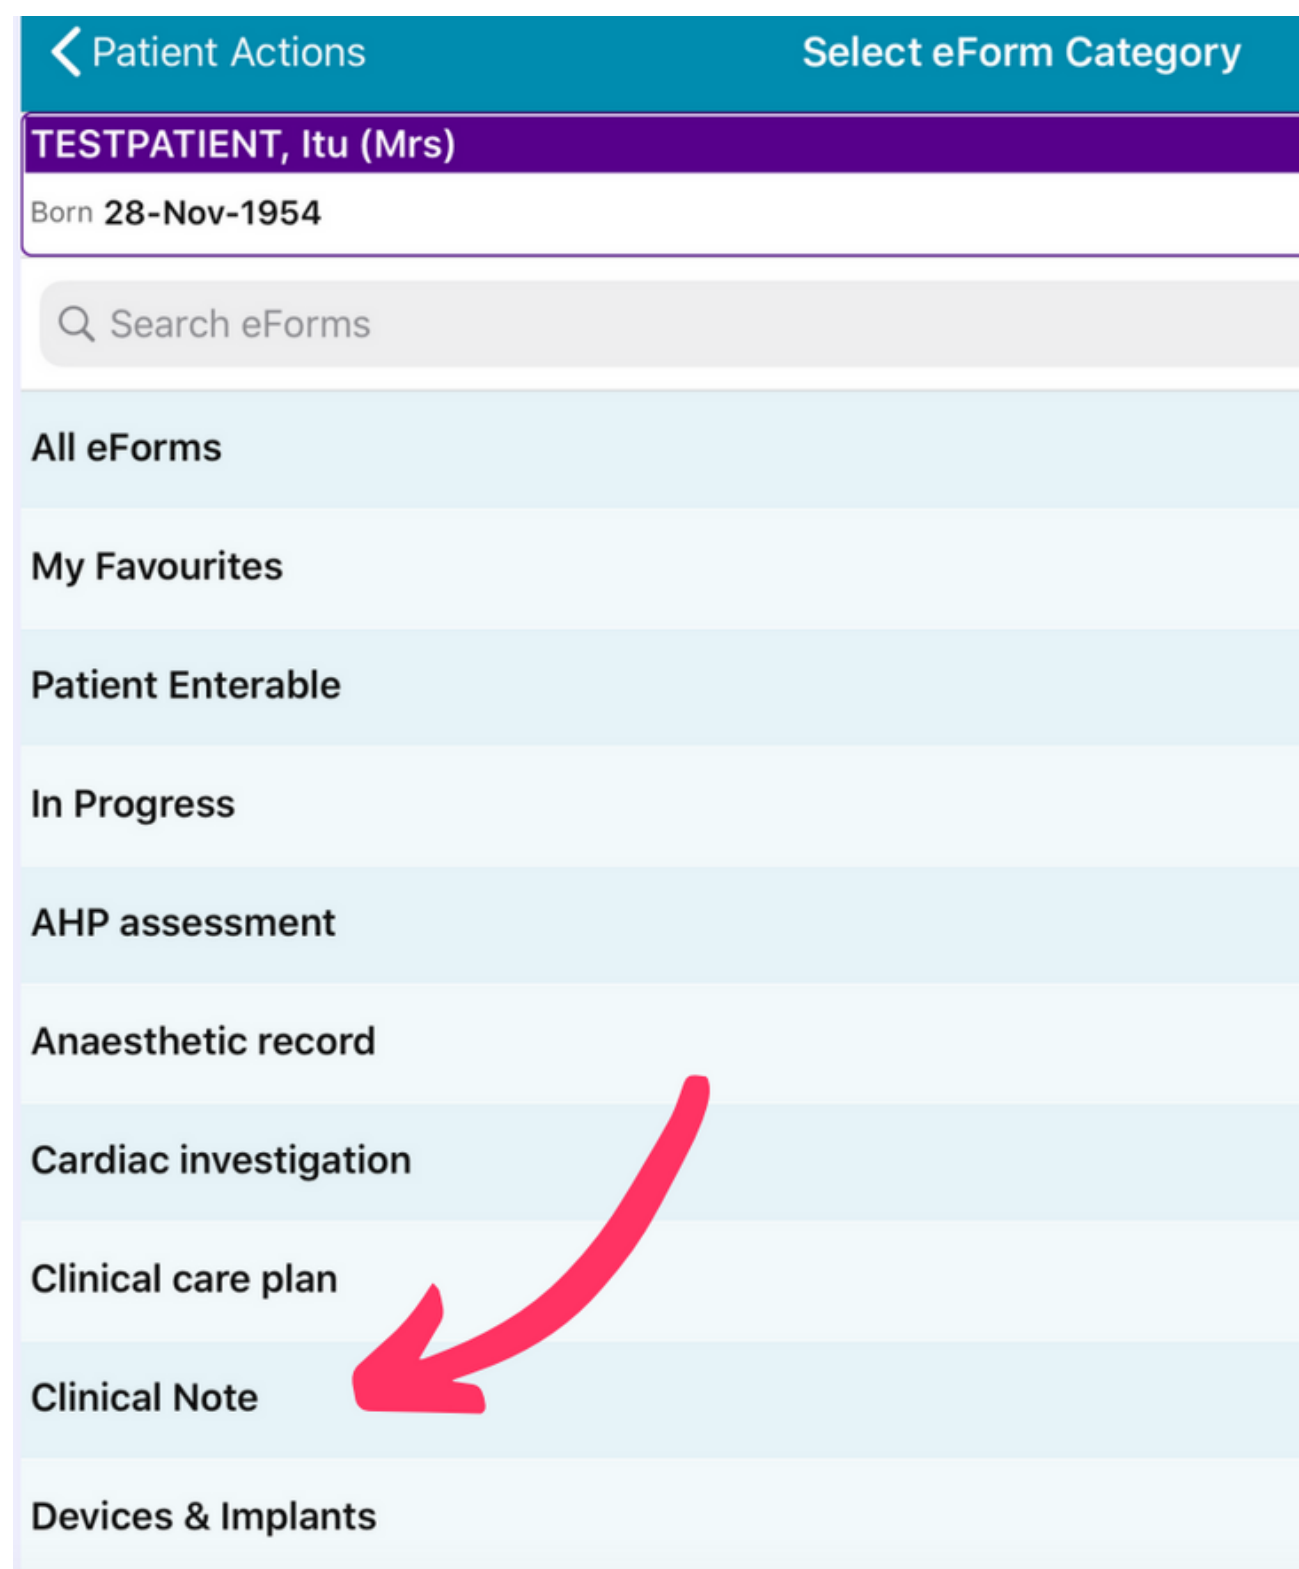 Patient Actions
Select eForm Category
TESTPATIENT, Itu (Mrs)
Born 28-Nov-1954
Search eForms
All eForms
My Favourites
Patient Enterable
In Progress
AHP assessment
Anaesthetic record
Cardiac investigation
Clinical care plan
Clinical Note
Devices & Implants